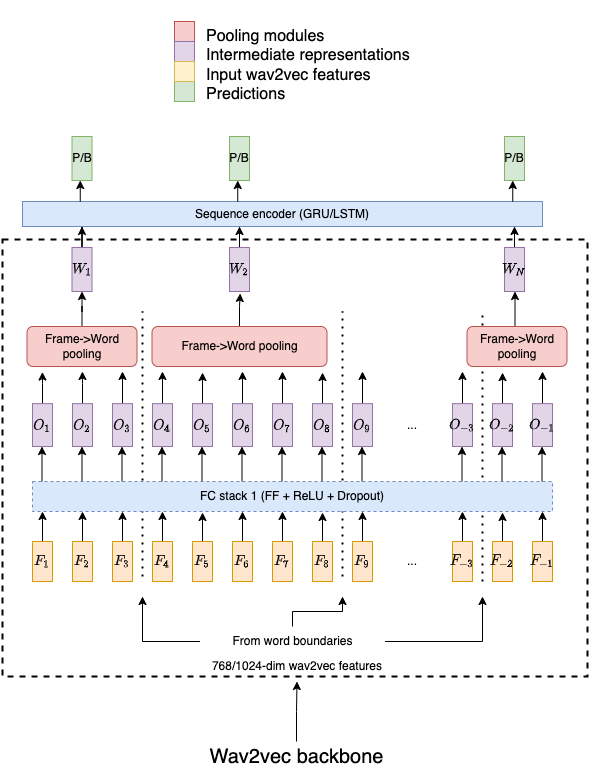 Pooling modules
Intermediate representations
Input wav2vec features
Predictions
P/B P/B P/B
Sequence encoder (GRU/LSTM)
W₁ W₂ W_N
Frame->Word
pooling
Frame->Word pooling
Frame->Word
pooling
O₁ O₂ O₃ O₄ O₅ O₆ O₇ O₈ O₉ ... O₋₃ O₋₂ O₋₁
FC stack 1 (FF + ReLU + Dropout)
F₁ F₂ F₃ F₄ F₅ F₆ F₇ F₈ F₉ ... F₋₃ F₋₂ F₋₁
From word boundaries
768/1024-dim wav2vec features
Wav2vec backbone